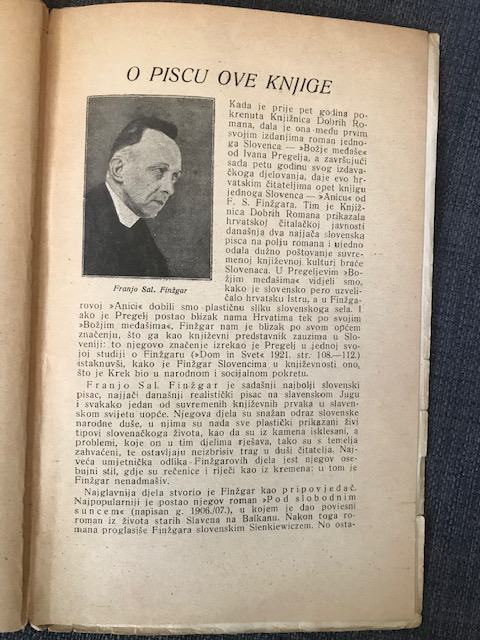 O PISCU OVE KNJIGE
Kada je prije pet godina po-
krenuta Knjižnica Dobrih Ro-
mana, dala je ona među prvim
svojim izdanjima roman jedno-
ga Slovenca — »Božje medaše«
od Ivana Pregelja, a završujući
sada petu godinu svog izdava-
čkoga djelovanja, daje evo hr-
vatskim čitateljima opet knjigu
jednoga Slovenca — »Anicu« od
F. S. Finžgara. Tim je Knjiž-
nica Dobrih Romana prikazala
hrvatskoj čitalačkoj javnosti
današnja dva najjača slovenska
pisca na polju romana i ujedno
odala dužno poštovanje suvre-
menoj književnoj kulturi braće
Slovenaca. U Pregeljevim »Bo-
žjim međašima« vidjeli smo,
kako je slovensko pero uzveli-
čalo hrvatsku Istru, a u Finžga-
Franjo Sal. Finžgar
rovoj »Anici« dobili smo plastičnu sliku slovenskoga sela. I
ako je Pregelj postao blizak nama Hrvatima tek po svojim
»Božjim međašima«, Finžgar nam je blizak po svom općem
značenju, što ga kao književni predstavnik zauzima u Slo-
veniji: to njegovo značenje izrekao je Pregelj u jednoj svo-
joj studiji o Finžgaru (»Dom in Svet« 1921. str. 108.—112.)
istaknuvši, kako je Finžgar Slovencima u književnosti ono,
što je Krek bio u narodnom i socijalnom pokretu.
Franjo Sal. Finžgar je sadašnji najbolji slovenski
pisac, najjači današnji realistički pisac na slavenskom Jugu
i svakako jedan od suvremenih književnih prvaka u slaven-
skom svijetu uopće. Njegova djela su snažan odraz slovenske
narodne duše, u njima su nada sve plastički prikazani živi
tipovi slovenačkoga života, kao da su iz kamena isklesani, a
problemi, koje on u tim djelima rješava, tako su s temelja
zahvaćeni, te ostavljaju neizbrisiv trag u duši čitatelja. Naj-
veća umjetnička odlika Finžgarovih djela jest njegov ose-
bujni stil, gdje su rečenice i riječi kao iz kremena: u tom je
Finžgar nenadmašiv.
Najglavnija djela stvorio je Finžgar kao pripovjedač.
Najpopularniji je postao njegov roman »Pod slobodnim
suncem« (napisan g. 1906./07.), u kojem je dao povjesni
roman iz života starih Slavena na Balkanu. Nakon toga ro-
mana proglasiše Finžgara slovenskim Sienkiewiczem. No osta-